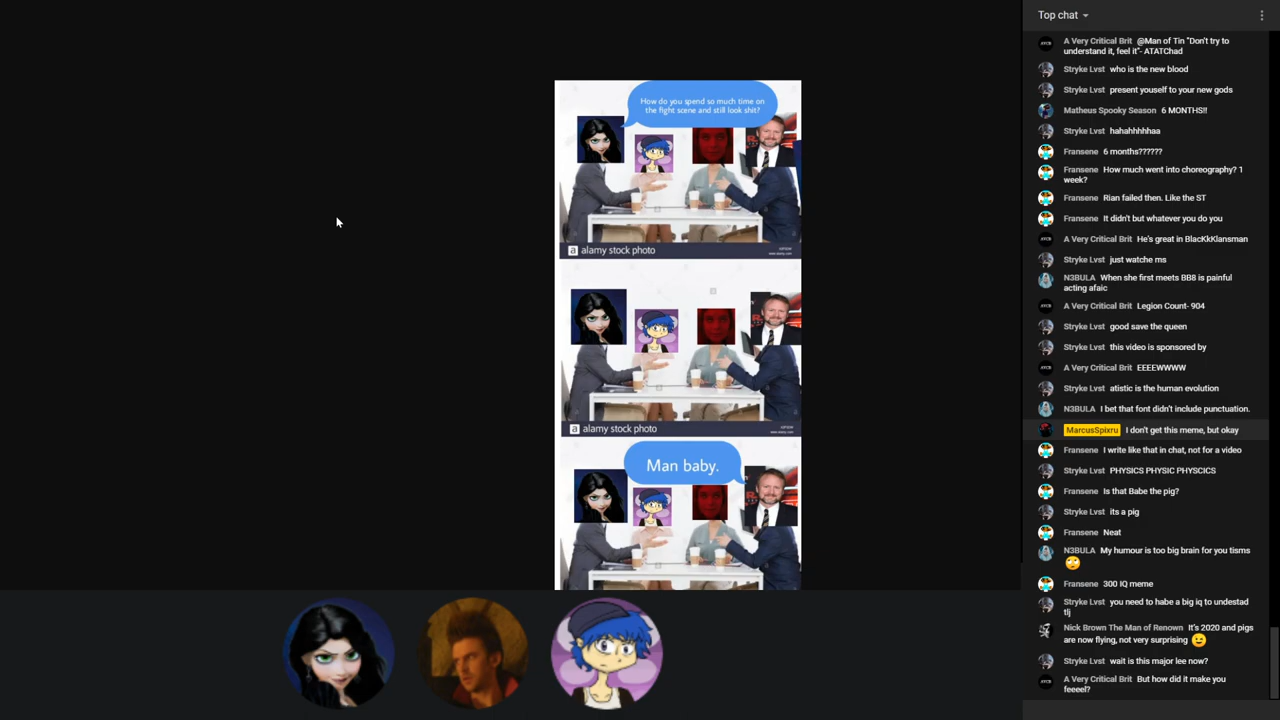 How do you spend so much time on
the fight scene and still look shit?
a alamy stock photo
a alamy stock photo
Man baby.
Top chat
A Very Critical Brit @Man of Tin "Don't try to
understand it, feel it"- ATATChad
Stryke Lvst who is the new blood
Stryke Lvst present youself to your new gods
Matheus Spooky Season 6 MONTHS!!
Stryke Lvst hahahhhhaa
Fransene 6 months??????
Fransene How much went into choreography? 1
week?
Fransene Rian failed then. Like the ST
Fransene It didn't but whatever you do you
A Very Critical Brit He's great in BlacKkKlansman
Stryke Lvst just watche ms
N3BULA When she first meets BB8 is painful
acting afaic
A Very Critical Brit Legion Count- 904
Stryke Lvst good save the queen
Stryke Lvst this video is sponsored by
A Very Critical Brit EEEEWWWW
Stryke Lvst atistic is the human evolution
N3BULA I bet that font didn't include punctuation.
MarcusSpixru I don't get this meme, but okay
Fransene I write like that in chat, not for a video
Stryke Lvst PHYSICS PHYSIC PHYSCICS
Fransene Is that Babe the pig?
Stryke Lvst its a pig
Fransene Neat
N3BULA My humour is too big brain for you tisms
Fransene 300 IQ meme
Stryke Lvst you need to habe a big iq to undestad
tlj
Nick Brown The Man of Renown It's 2020 and pigs
are now flying, not very surprising
Stryke Lvst wait is this major lee now?
A Very Critical Brit But how did it make you
feeeel?